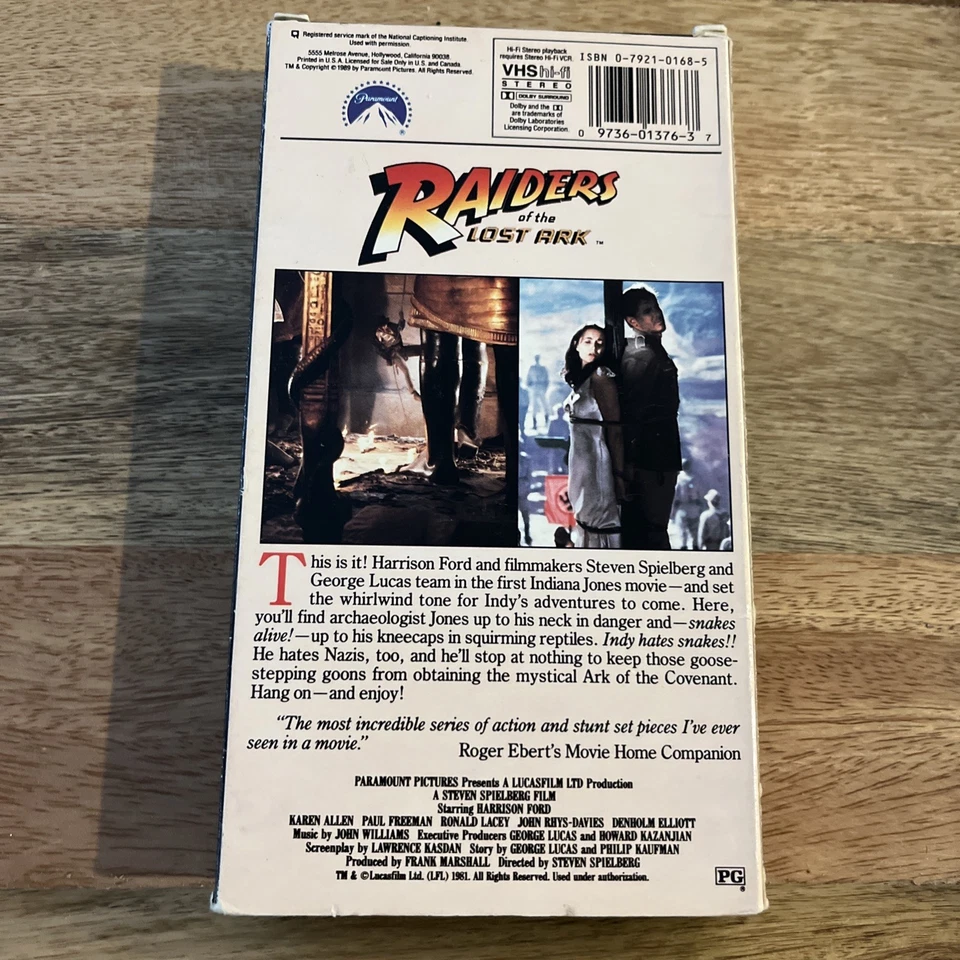 Registered service mark of the National Captioning Institute.
Used with permission.
5555 Melrose Avenue, Hollywood, California 90038.
Printed in U.S.A. Licensed for Sale Only in U.S. and Canada.
TM & Copyright © 1989 by Paramount Pictures. All Rights Reserved.
Paramount
®
Hi-Fi Stereo playback
requires Stereo Hi-Fi VCR.
VHS hi-fi
STEREO
DOLBY SURROUND
Dolby and the
are trademarks of
Dolby Laboratories
Licensing Corporation.
ISBN 0-7921-0168-5
0 9736-01376-3 7
RAIDERS
of the
LOST ARK ™
This is it! Harrison Ford and filmmakers Steven Spielberg and
George Lucas team in the first Indiana Jones movie—and set
the whirlwind tone for Indy's adventures to come. Here,
you'll find archaeologist Jones up to his neck in danger and—snakes
alive!—up to his kneecaps in squirming reptiles. Indy hates snakes!!
He hates Nazis, too, and he'll stop at nothing to keep those goose-
stepping goons from obtaining the mystical Ark of the Covenant.
Hang on—and enjoy!
"The most incredible series of action and stunt set pieces I've ever
seen in a movie."
Roger Ebert's Movie Home Companion
PARAMOUNT PICTURES Presents A LUCASFILM LTD Production
A STEVEN SPIELBERG FILM
Starring HARRISON FORD
KAREN ALLEN PAUL FREEMAN RONALD LACEY JOHN RHYS-DAVIES DENHOLM ELLIOTT
Music by JOHN WILLIAMS Executive Producers GEORGE LUCAS and HOWARD KAZANJIAN
Screenplay by LAWRENCE KASDAN Story by GEORGE LUCAS and PHILIP KAUFMAN
Produced by FRANK MARSHALL Directed by STEVEN SPIELBERG
TM & © Lucasfilm Ltd. (LFL) 1981. All Rights Reserved. Used under authorization.
PG
®